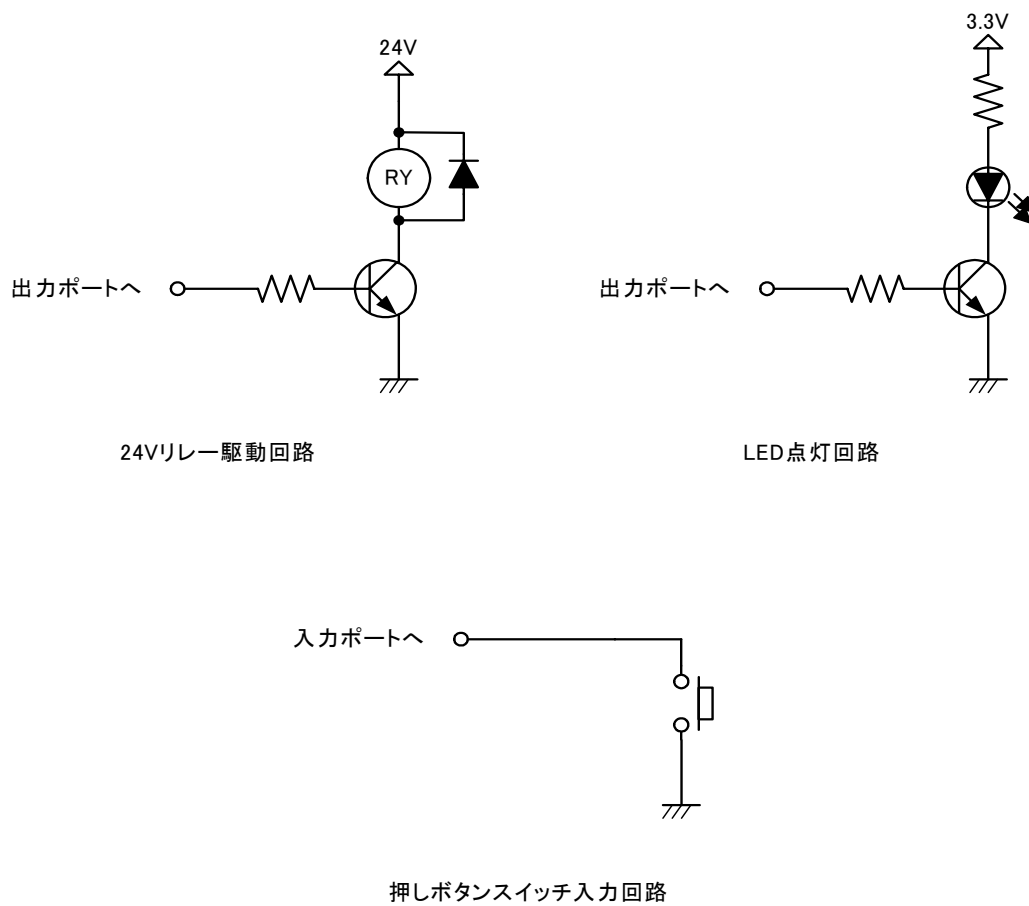 3.3V
24V
RY
出力ポートへ
出力ポートへ
24Vリレー駆動回路
LED点灯回路
入力ポートへ
押しボタンスイッチ入力回路